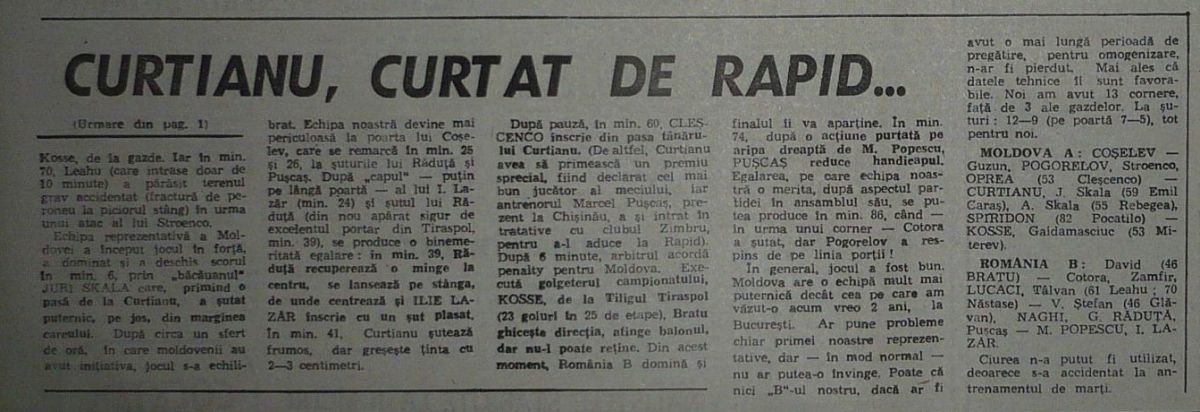 CURTIANU, CURTAT DE RAPID...
(Urmare din pag. 1)
Kosse, de la gazde. Iar în min.
70, Leahu (care intrase doar de
10 minute) a părăsit terenul
grav accidentat (fractură de pe-
roneu la piciorul stâng) în urma
unui atac al lui Stroenco.
Echipa reprezentativă a Mol-
dovei a început jocul în forță,
a dominat și a deschis scorul
în min. 6, prin „băcăuanul"
JURI SKALA care, primind o
pasă de la Curtianu, a șutat
puternic, pe jos, din marginea
careului. După circa un sfert
de oră, în care moldovenii au
avut inițiativa, jocul s-a echili-
brat. Echipa noastră devine mai
periculoasă la poarta lui Coșe-
lev, care se remarcă în min. 25
și 26, la șuturile lui Răduță și
Pușcaș. După „capul" — puțin
pe lângă poartă — al lui I. La-
zăr (min. 24) și șutul lui Ră-
duță (din nou apărat sigur de
excelentul portar din Tiraspol,
min. 39), se produce o bineme-
ritată egalare: în min. 39, Ră-
duță recuperează o minge la
centru, se lansează pe stânga,
de unde centrează și ILIE LA-
ZĂR înscrie cu un șut plasat.
În min. 41, Curtianu șutează
frumos, dar greșește ținta cu
2—3 centimetri.
După pauză, în min. 60, CLEȘ-
CENCO înscrie din pasa tânăru-
lui Curtianu. (De altfel, Curtianu
avea să primească un premiu
special, fiind declarat cel mai
bun jucător al meciului, iar
antrenorul Marcel Pușcaș, pre-
zent la Chișinău, a și intrat în
tratative cu clubul Zimbru,
pentru a-l aduce la Rapid).
După 6 minute, arbitrul acordă
penalty pentru Moldova. Exe-
cută golgeterul campionatului,
KOSSE, de la Tiligul Tiraspol
(23 goluri în 25 de etape), Bratu
ghicește direcția, atinge balonul,
dar nu-l poate reține. Din acest
moment, România B domină și
finalul îi va aparține. În min.
74, după o acțiune purtată pe
aripa dreaptă de M. Popescu,
PUȘCAȘ reduce handicapul.
Egalarea, pe care echipa noas-
tră o merita, după aspectul par-
tidei în ansamblul său, se pu-
tea produce în min. 86, când —
în urma unui corner — Cotora
a șutat, dar Pogorelov a res-
pins de pe linia porții!
În general, jocul a fost bun.
Moldova are o echipă mult mai
puternică decât cea pe care am
văzut-o acum vreo 2 ani, la
București. Ar pune probleme
chiar primei noastre reprezen-
tative, dar — în mod normal —
nu ar putea-o învinge. Poate că
nici „B"-ul nostru, dacă ar fi
avut o mai lungă perioadă de
pregătire, pentru omogenizare,
n-ar fi pierdut. Mai ales că
datele tehnice îi sunt favora-
bile. Noi am avut 13 cornere,
față de 3 ale gazdelor. La șu-
turi: 12—9 (pe poartă 7—5), tot
pentru noi.
MOLDOVA A: COȘELEV —
Guzun, POGORELOV, Stroenco,
OPREA (53 Cleșcenco) —
CURTIANU, J. Skala (59 Emil
Caraș), A. Skala (55 Rebegea),
SPIRIDON (82 Pocatilo) —
KOSSE, Gaidamasciuc (53 Mi-
terev).
ROMÂNIA B: David (46
BRATU) — Cotora, Zamfir,
LUCACI, Tâlvan (61 Leahu; 70
Năstase) — V. Ștefan (46 Glă-
van), NAGHI, G. RĂDUȚĂ,
Pușcaș — M. POPESCU, I. LA-
ZĂR.
Ciurea n-a putut fi utilizat,
deoarece s-a accidentat la an-
trenamentul de marți.